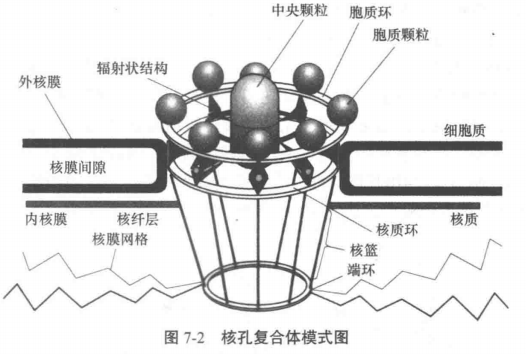 中央颗粒
胞质环
胞质颗粒
辐射状结构
外核膜
细胞质
核膜间隙
内核膜
核纤层
核质
核质环
核膜网格
核篮
端环
图 7-2 核孔复合体模式图